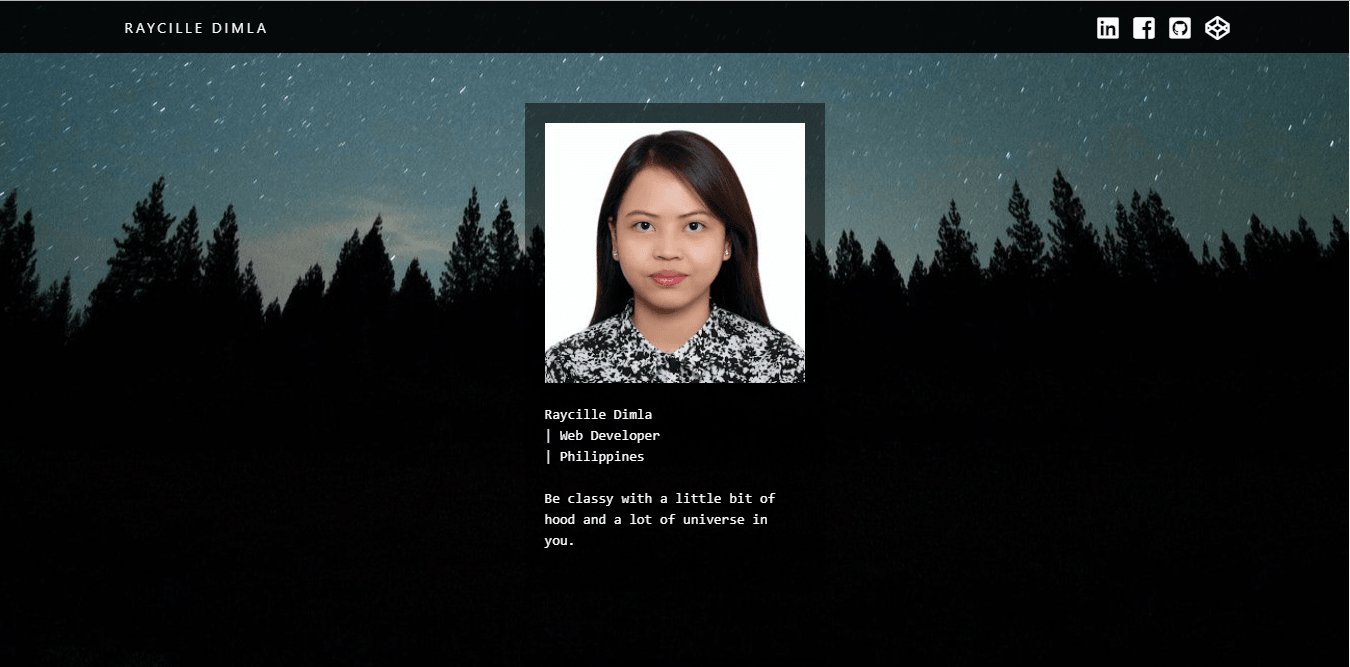 RAYCILLE DIMLA
Raycille Dimla
| Web Developer
| Philippines
Be classy with a little bit of
hood and a lot of universe in
you.